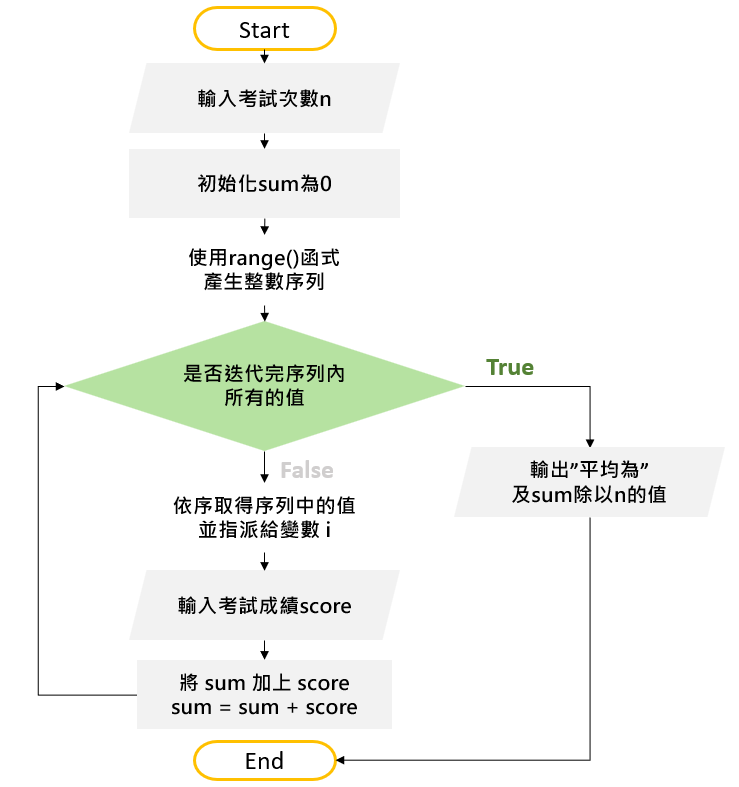 Start
輸入考試次數n
初始化sum為0
使用range()函式
產生整數序列
是否迭代完序列內
所有的值
True
False
輸出”平均為”
及sum除以n的值
依序取得序列中的值
並指派給變數 i
輸入考試成績score
將 sum 加上 score
sum = sum + score
End